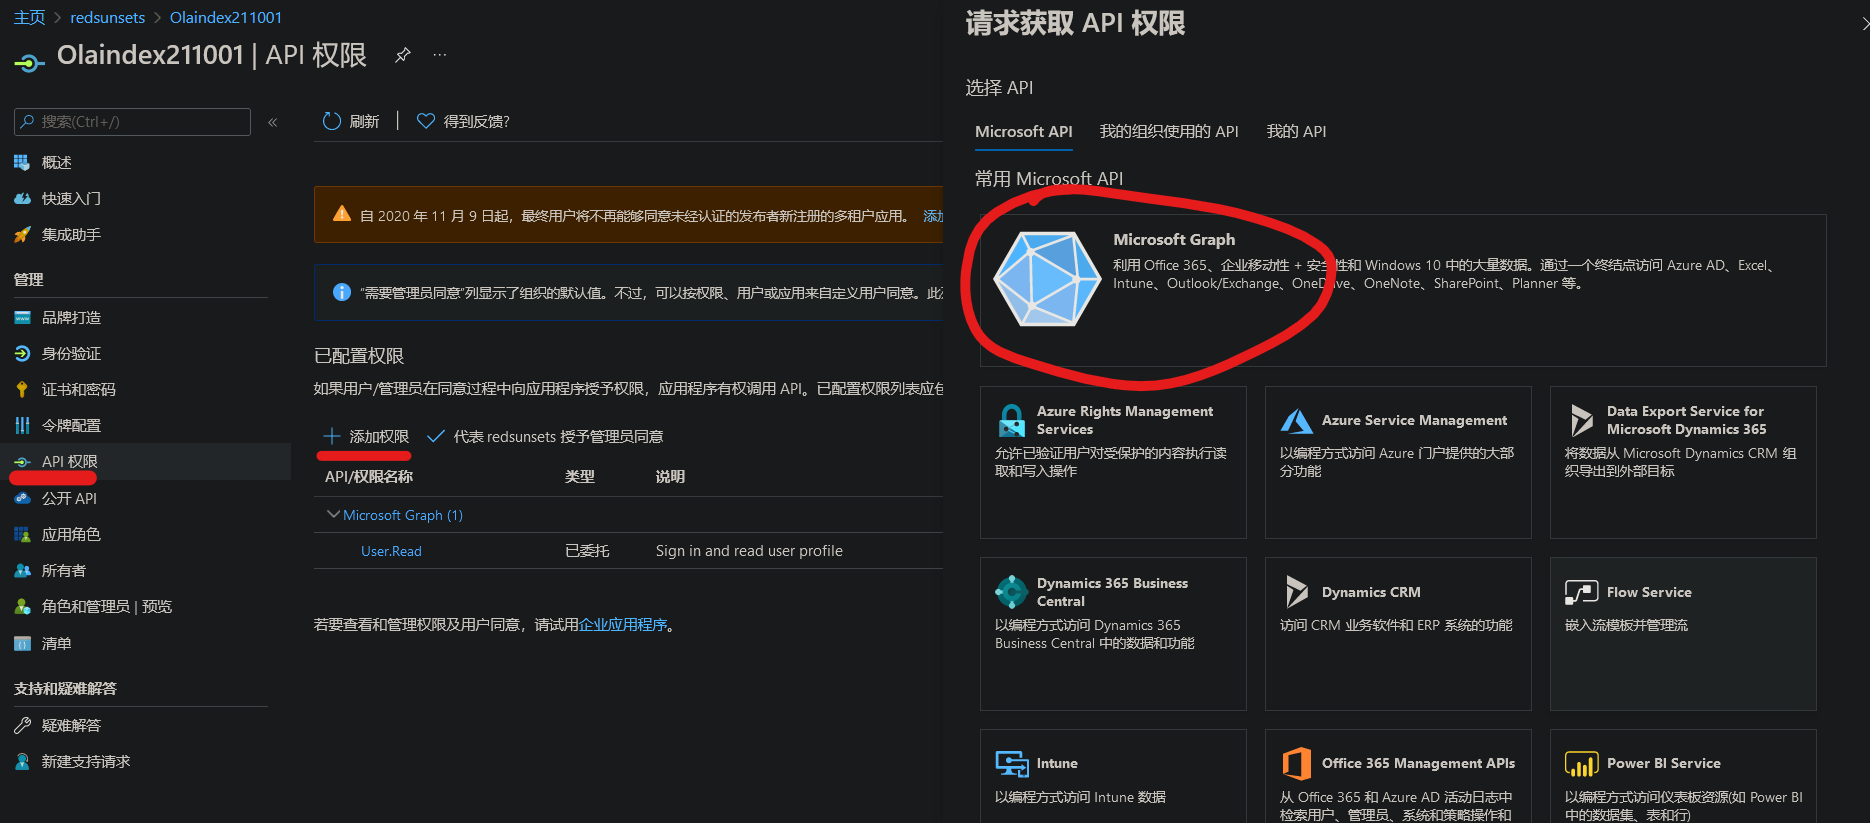 主页 > redsunsets > Olaindex211001
Olaindex211001 | API 权限
搜索(Ctrl+/)
概述
快速入门
集成助手
管理
品牌打造
身份验证
证书和密码
令牌配置
API 权限
公开 API
应用角色
所有者
角色和管理员 | 预览
清单
支持和疑难解答
疑难解答
新建支持请求
刷新 | 得到反馈?
自 2020 年 11 月 9 日起，最终用户将不再能够同意未经认证的发布者新注册的多租户应用。 添加
“需要管理员同意”列显示了组织的默认值。不过，可以按权限、用户或应用来自定义用户同意。此
已配置权限
如果用户/管理员在同意过程中向应用程序授予权限，应用程序有权调用 API。已配置权限列表应包
添加权限 代表 redsunsets 授予管理员同意
API/权限名称 类型 说明
Microsoft Graph (1)
User.Read 已委托 Sign in and read user profile
若要查看和管理权限及用户同意，请试用企业应用程序。
请求获取 API 权限
选择 API
Microsoft API 我的组织使用的 API 我的 API
常用 Microsoft API
Microsoft Graph
利用 Office 365、企业移动性 + 安全性和 Windows 10 中的大量数据。通过一个终结点访问 Azure AD、Excel、
Intune、Outlook/Exchange、OneDrive、OneNote、SharePoint、Planner 等。
Azure Rights Management
Services
允许已验证用户对受保护的内容执行读
取和写入操作
Azure Service Management
以编程方式访问 Azure 门户提供的大部
分功能
Data Export Service for
Microsoft Dynamics 365
将数据从 Microsoft Dynamics CRM 组
织导出到外部目标
Dynamics 365 Business
Central
以编程方式访问 Dynamics 365
Business Central 中的数据和功能
Dynamics CRM
访问 CRM 业务软件和 ERP 系统的功能
Flow Service
嵌入流模板并管理流
Intune
以编程方式访问 Intune 数据
Office 365 Management APIs
从 Office 365 和 Azure AD 活动日志中
检索用户、管理员、系统和策略操作和
Power BI Service
以编程方式访问仪表板资源(如 Power BI
中的数据集、表和行)